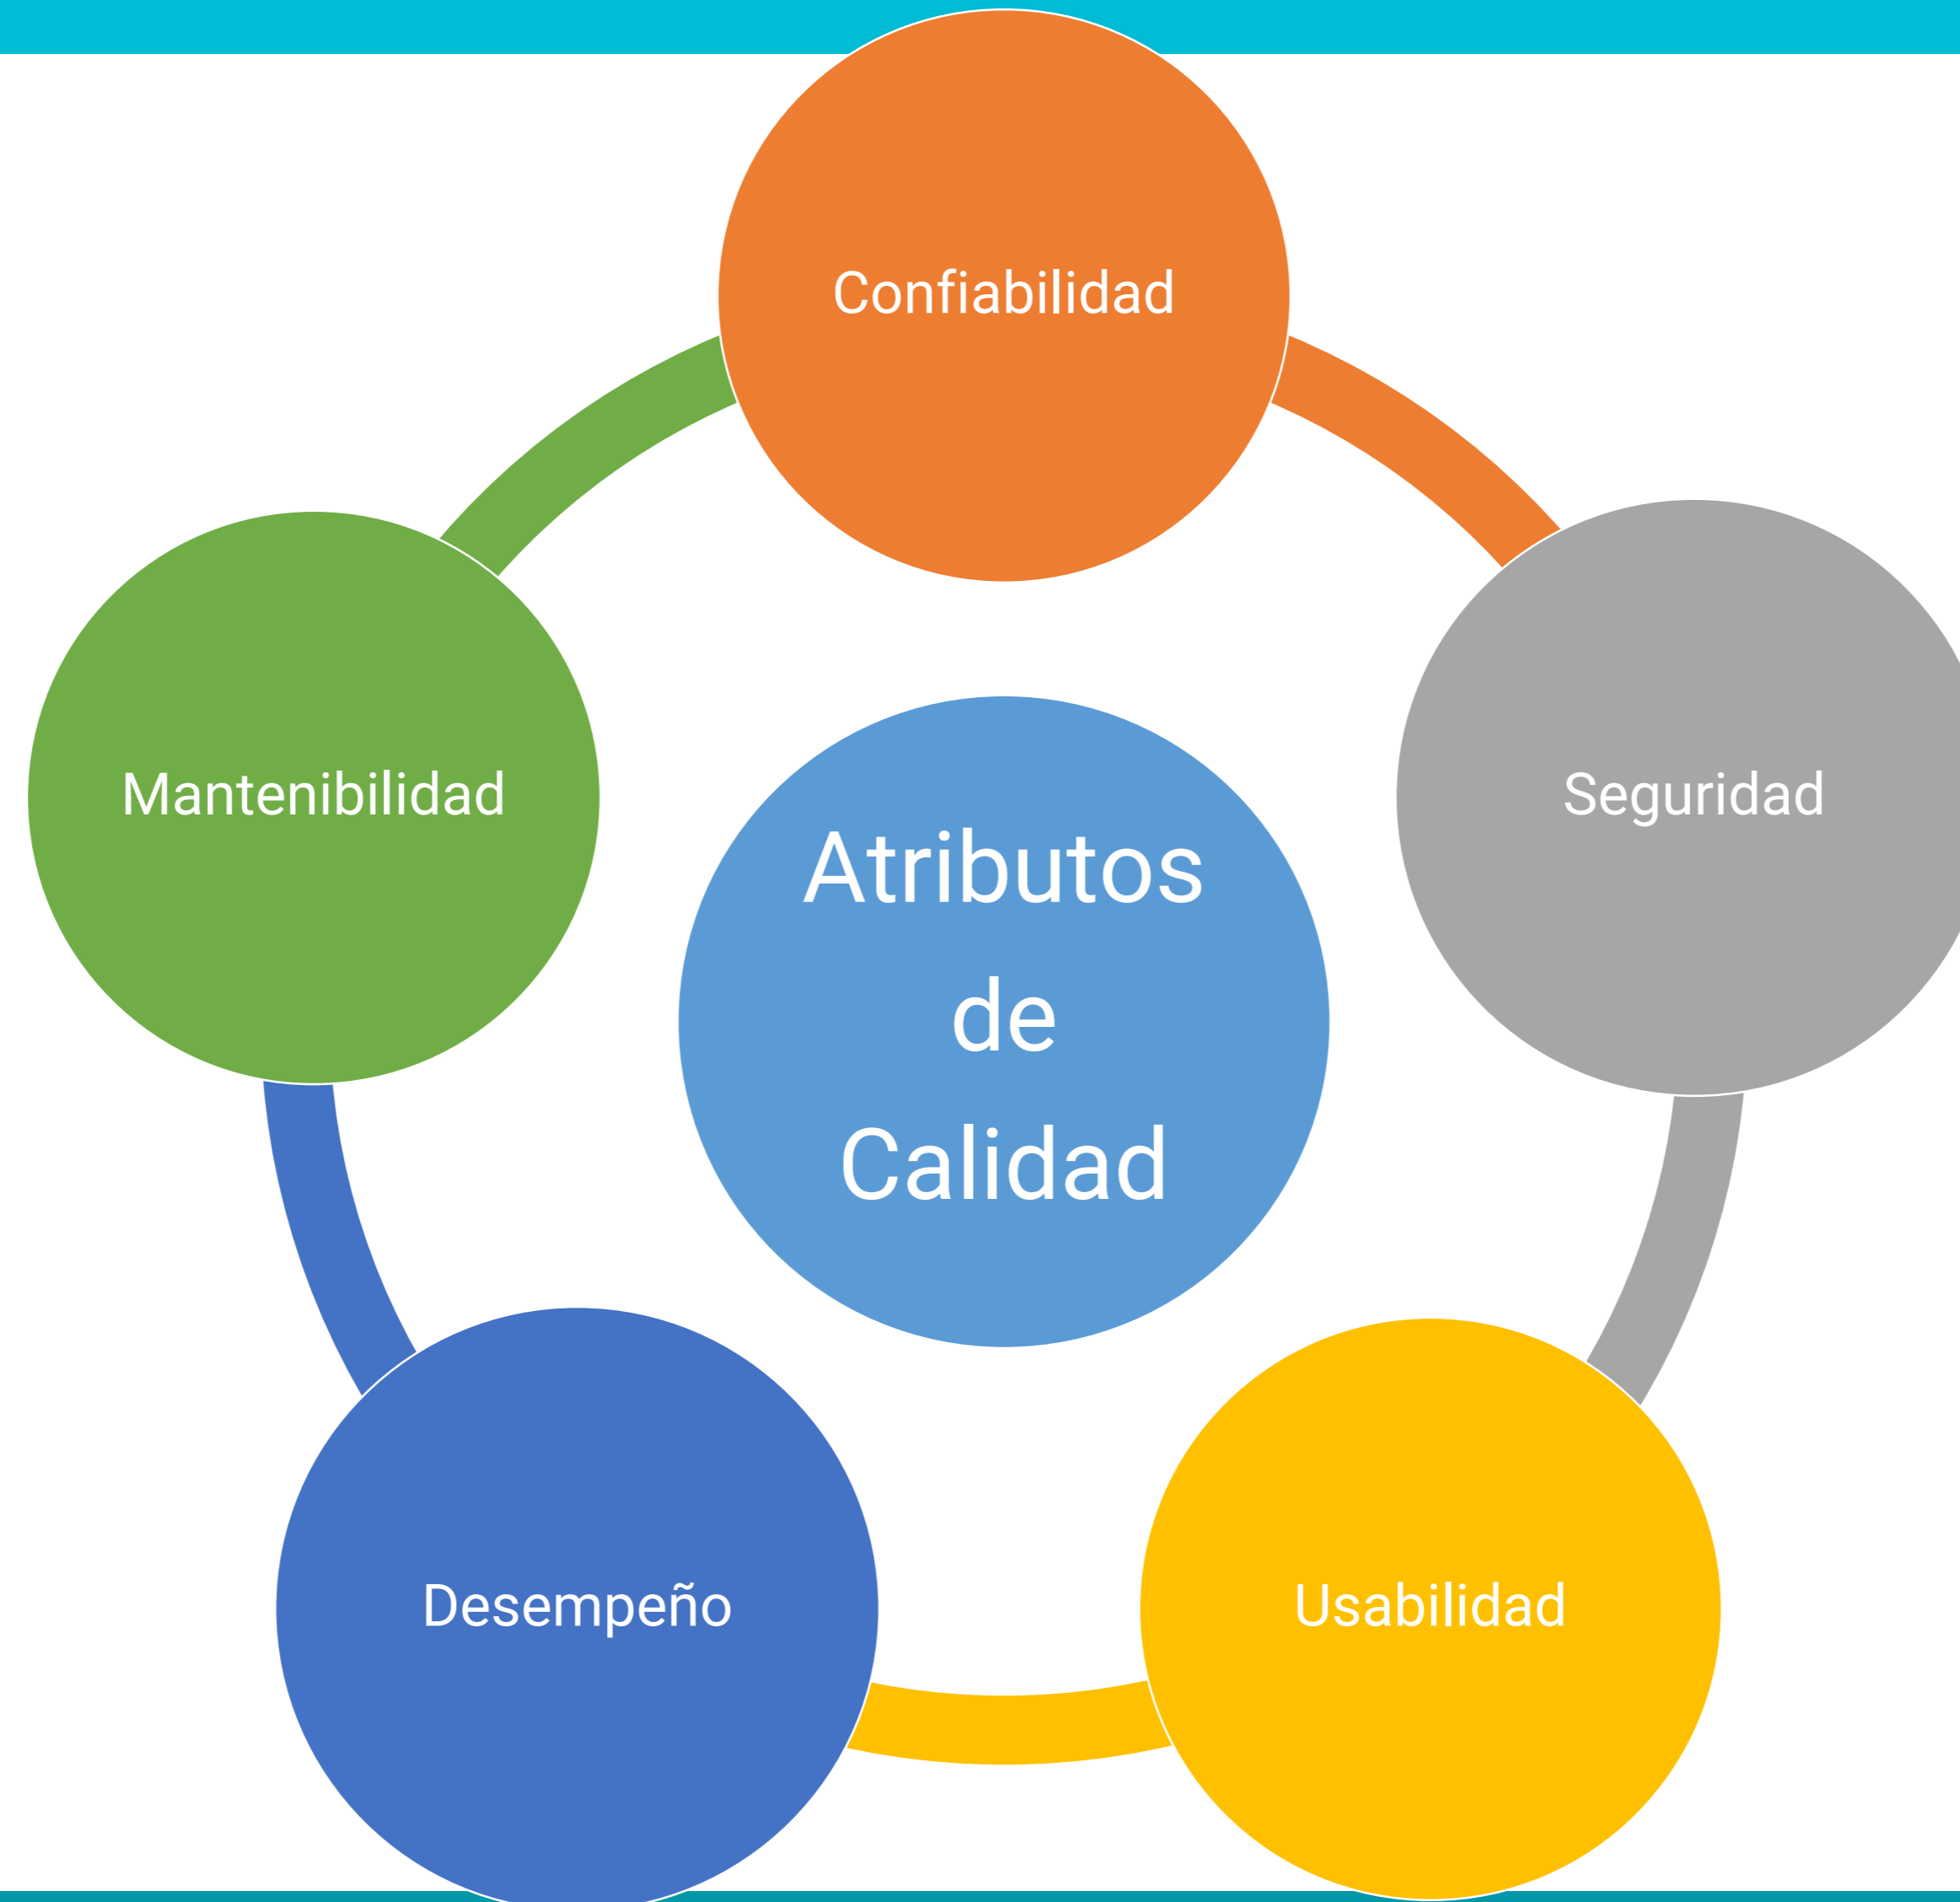 Confiabilidad
Mantenibilidad
Seguridad
Atributos
de
Calidad
Desempeño
Usabilidad